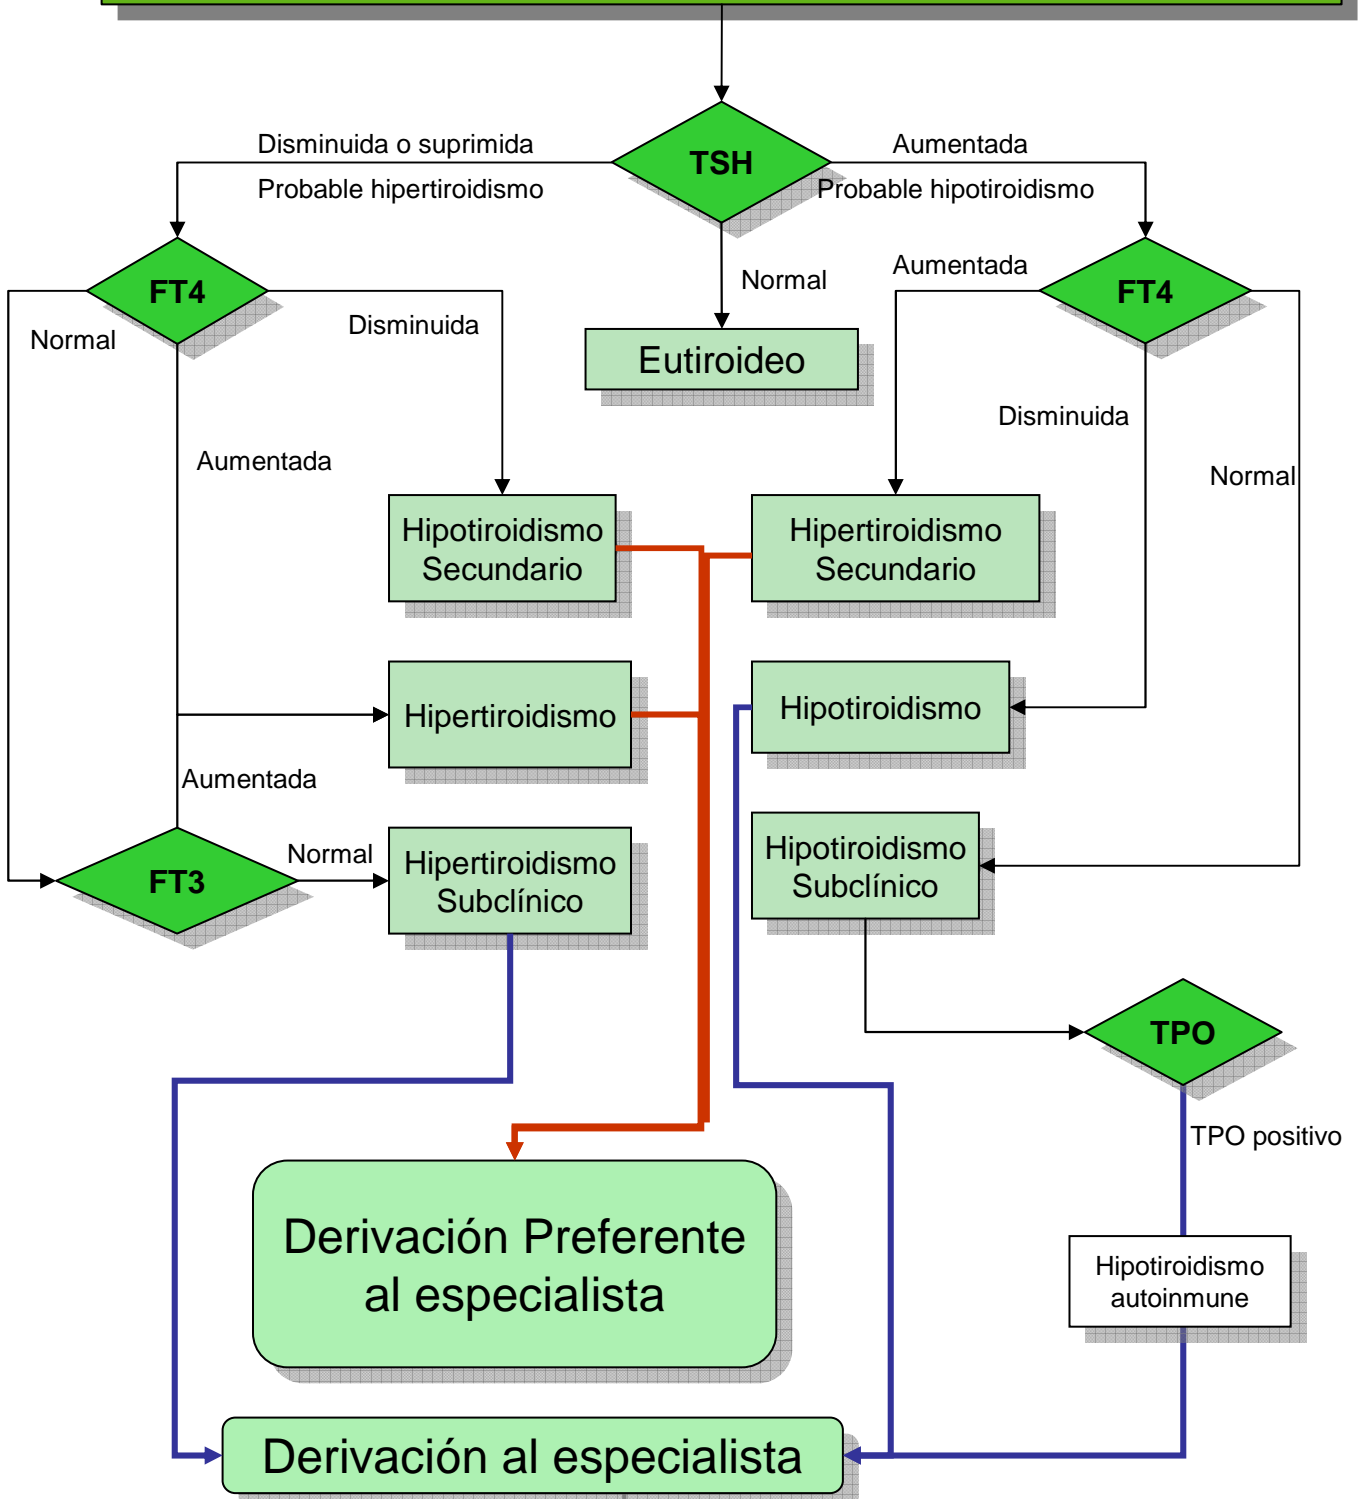 Disminuida o suprimida
Probable hipertiroidismo
TSH
Aumentada
Probable hipotiroidismo
FT4
Normal
Aumentada
FT4
Normal
Disminuida
Eutiroideo
Disminuida
Aumentada
Normal
Hipotiroidismo
Secundario
Hipertiroidismo
Secundario
Hipertiroidismo
Hipotiroidismo
Aumentada
FT3
Normal
Hipertiroidismo
Subclínico
Hipotiroidismo
Subclínico
TPO
TPO positivo
Derivación Preferente
al especialista
Hipotiroidismo
autoinmune
Derivación al especialista